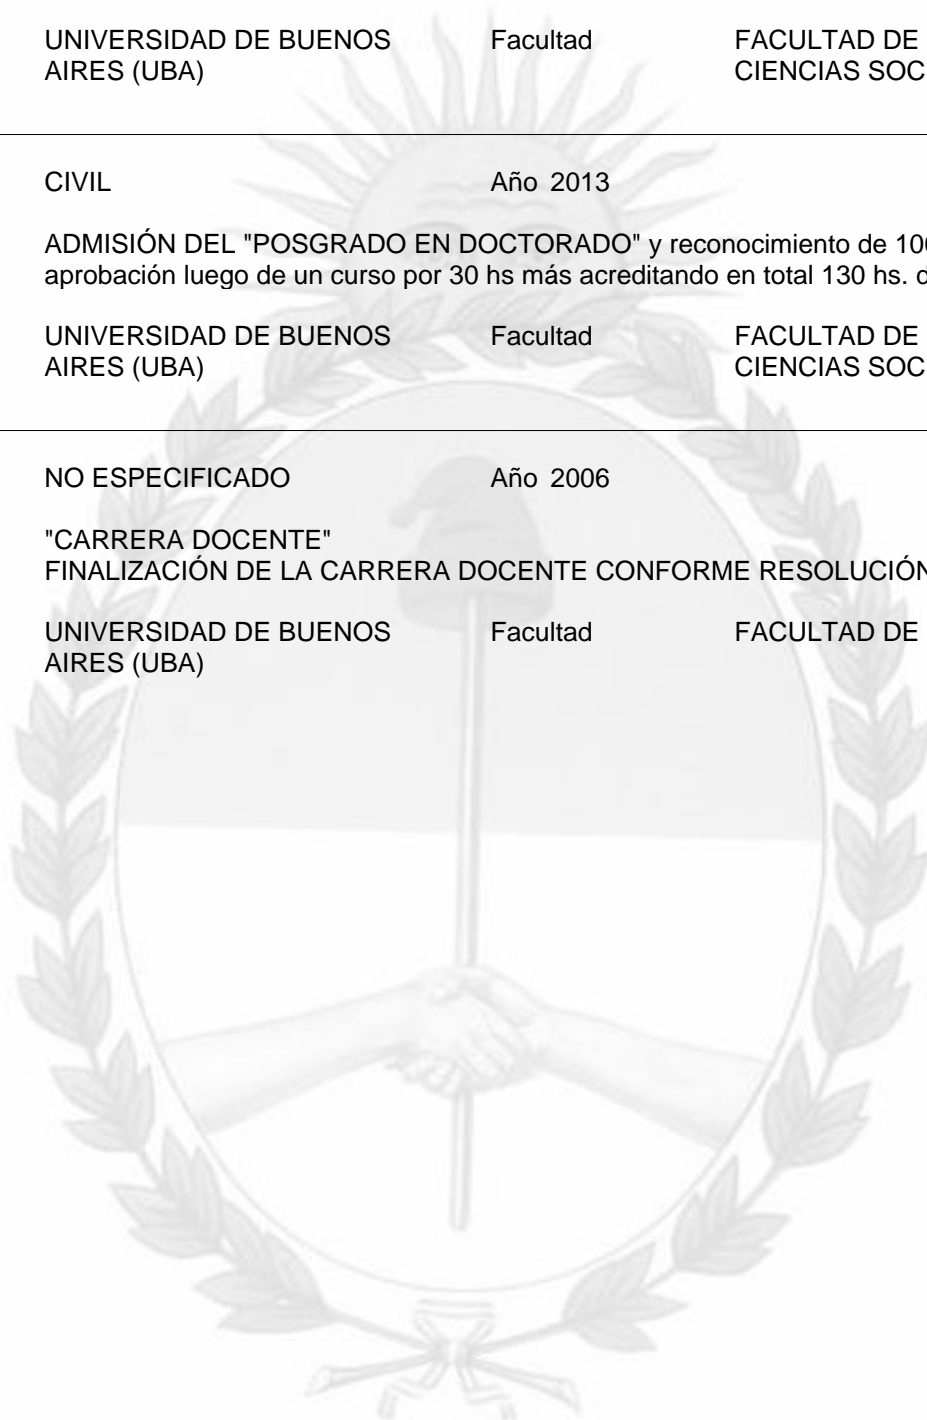 UNIVERSIDAD DE BUENOS Facultad FACULTAD DE
AIRES (UBA) CIENCIAS SOC
CIVIL Año 2013
ADMISIÓN DEL "POSGRADO EN DOCTORADO" y reconocimiento de 100
aprobación luego de un curso por 30 hs más acreditando en total 130 hs. d
UNIVERSIDAD DE BUENOS Facultad FACULTAD DE
AIRES (UBA) CIENCIAS SOC
NO ESPECIFICADO Año 2006
"CARRERA DOCENTE"
FINALIZACIÓN DE LA CARRERA DOCENTE CONFORME RESOLUCIÓN
UNIVERSIDAD DE BUENOS Facultad FACULTAD DE
AIRES (UBA)